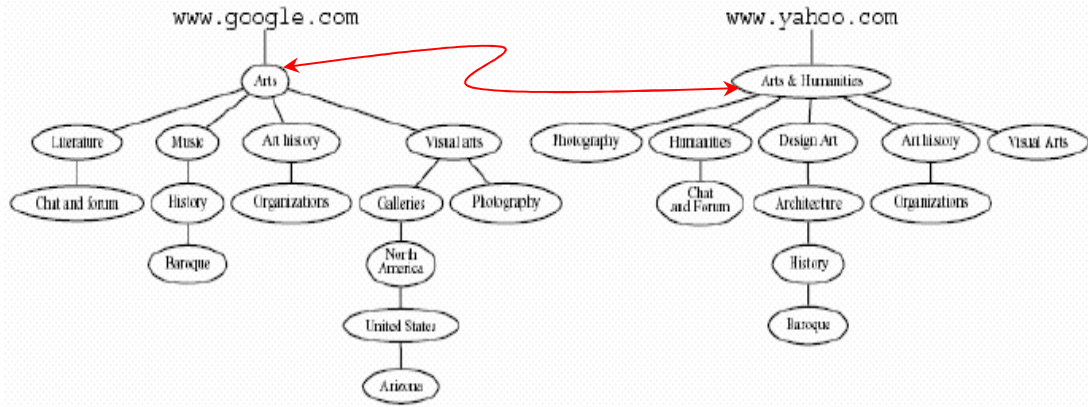 www.google.com
www.yahoo.com
Arts
Arts & Humanities
Literature
Music
Art history
Visual arts
Photography
Humanities
Design Art
Art history
Visual Arts
Chat and forum
History
Organizations
Galleries
Photography
Chat
and Forum
Architecture
Organizations
Baroque
North
America
History
United States
Baroque
Arizona